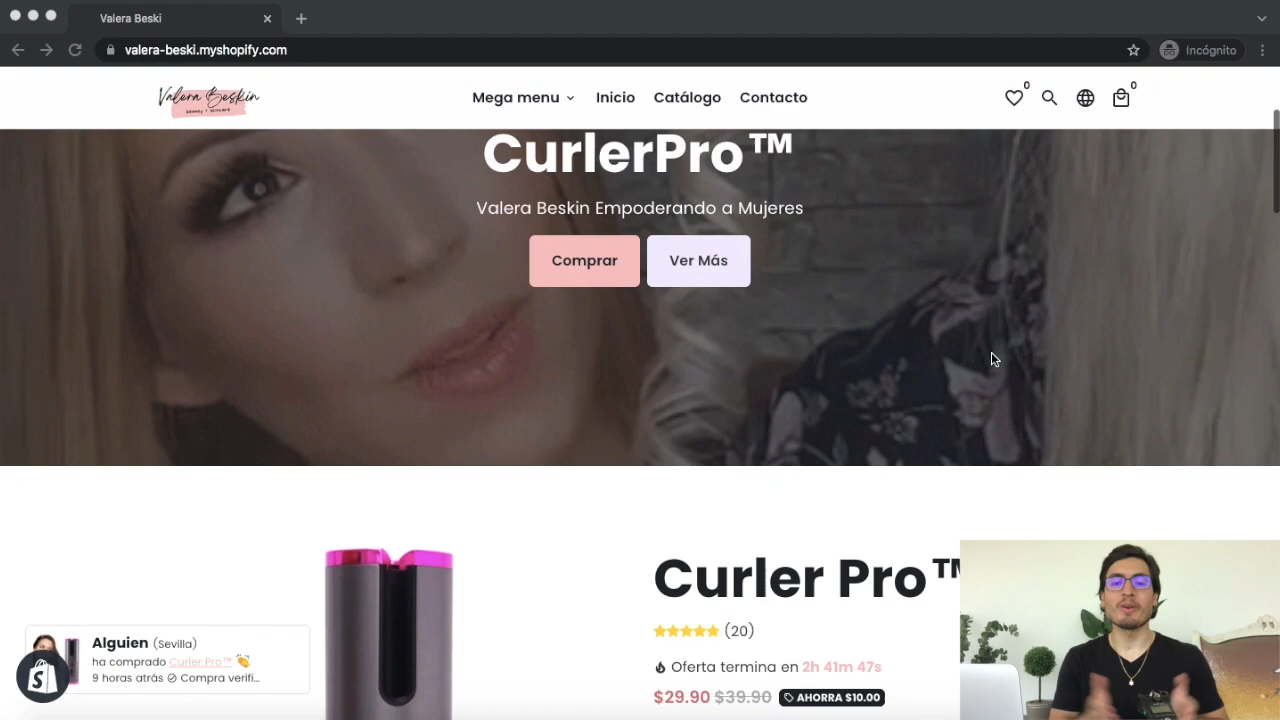 Valera Beski
valera-beski.myshopify.com
Incógnito
Valera Beskin
beauty • skincare
Mega menu
Inicio
Catálogo
Contacto
0
0
CurlerPro™
Valera Beskin Empoderando a Mujeres
Comprar
Ver Más
Curler Pro™
(20)
Oferta termina en 2h 41m 47s
$29.90 $39.90 AHORRA $10.00
Alguien (Sevilla)
ha comprado Curler Pro™ 👏
9 horas atrás Compra verifi...